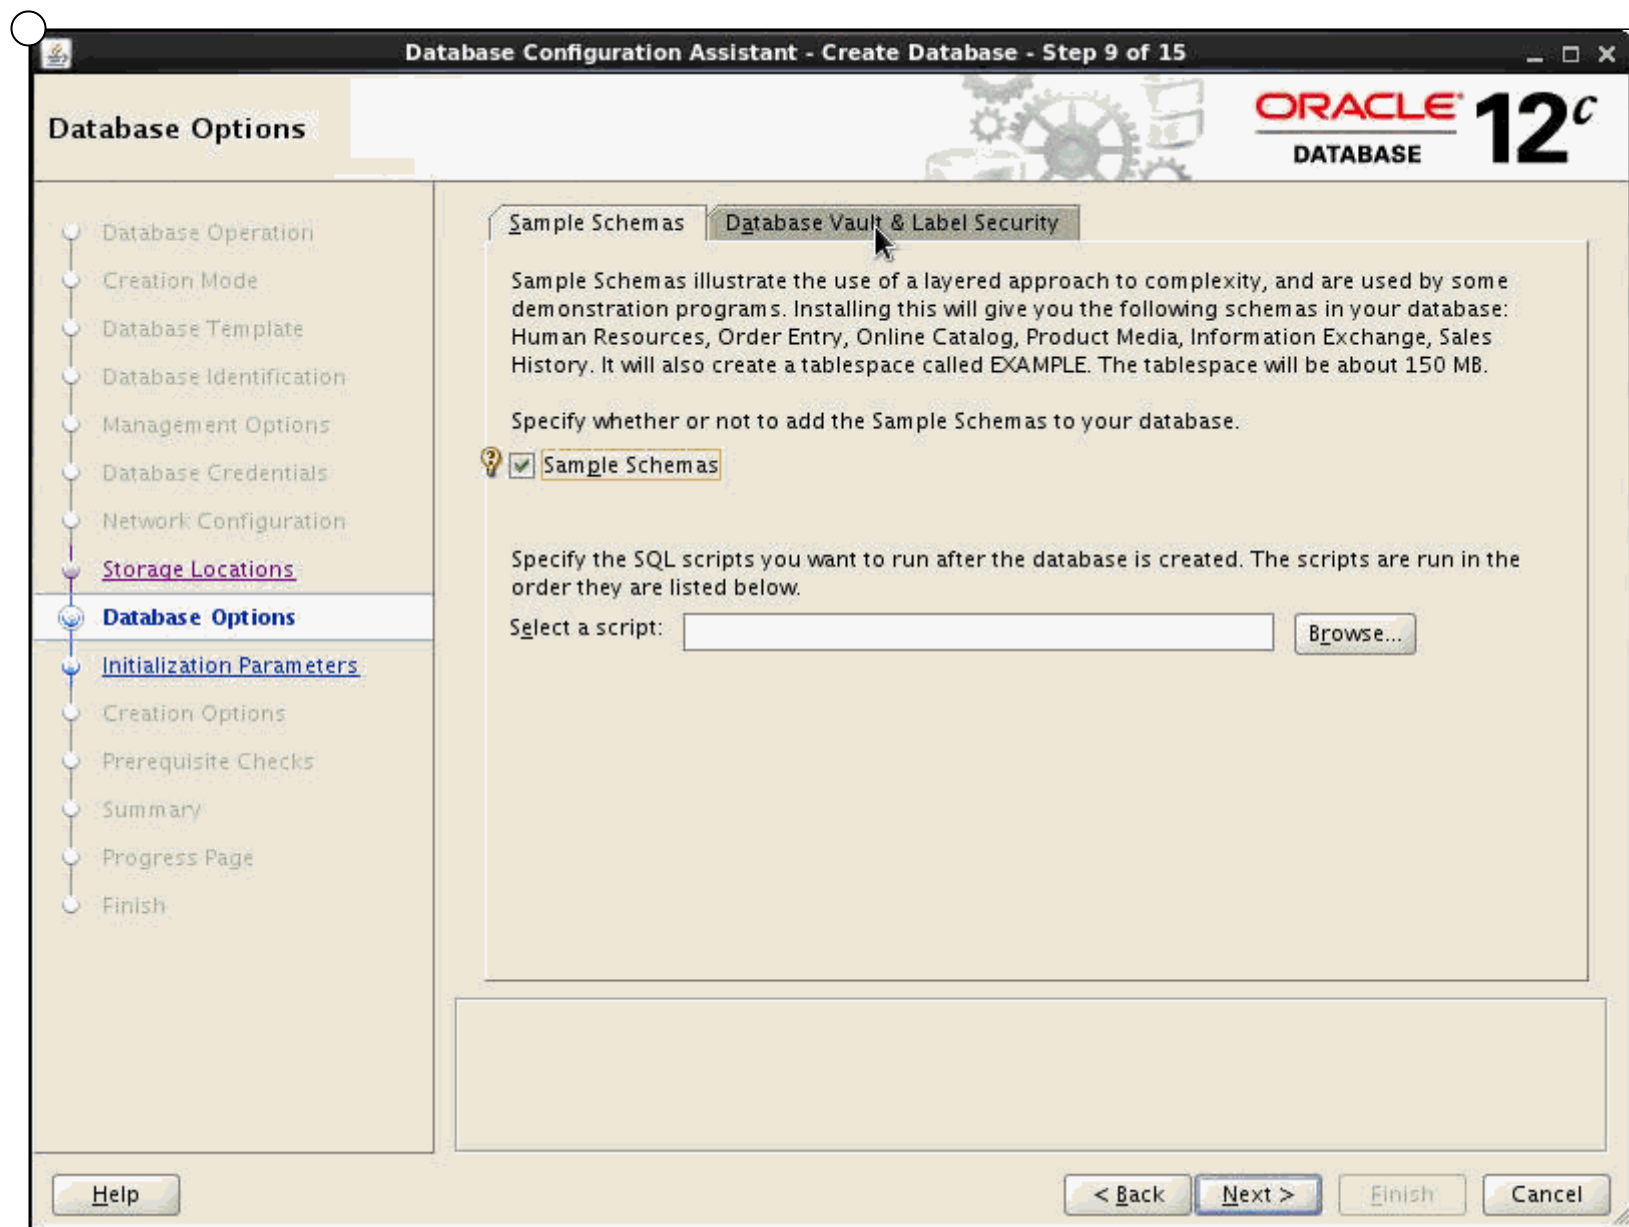 Database Configuration Assistant - Create Database - Step 9 of 15
Database Options
ORACLE
DATABASE
12c
Database Operation
Creation Mode
Database Template
Database Identification
Management Options
Database Credentials
Network Configuration
Storage Locations
Database Options
Initialization Parameters
Creation Options
Prerequisite Checks
Summary
Progress Page
Finish
Sample Schemas
Database Vault & Label Security
Sample Schemas illustrate the use of a layered approach to complexity, and are used by some
demonstration programs. Installing this will give you the following schemas in your database:
Human Resources, Order Entry, Online Catalog, Product Media, Information Exchange, Sales
History. It will also create a tablespace called EXAMPLE. The tablespace will be about 150 MB.
Specify whether or not to add the Sample Schemas to your database.
Sample Schemas
Specify the SQL scripts you want to run after the database is created. The scripts are run in the
order they are listed below.
Select a script:
Browse...
Help
< Back
Next >
Finish
Cancel